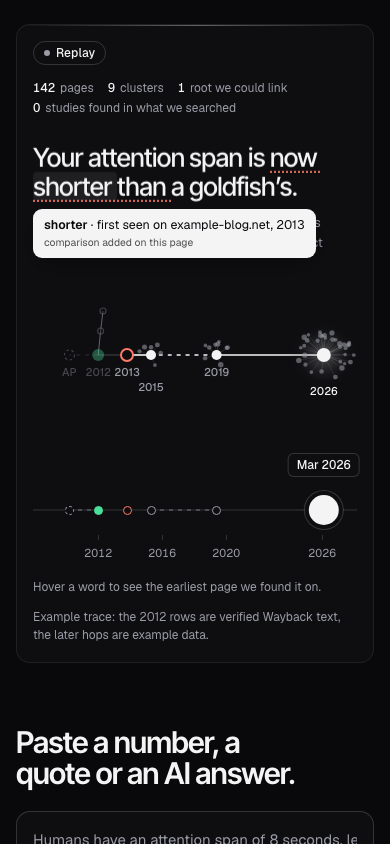 Replay
142 pages 9 clusters 1 root we could link
0 studies found in what we searched
Your attention span is now
shorter than a goldfish’s.
shorter · first seen on example-blog.net, 2013
comparison added on this page
AP 2012 2013 2019
2015
2026
Mar 2026
2012 2016 2020 2026
Hover a word to see the earliest page we found it on.
Example trace: the 2012 rows are verified Wayback text,
the later hops are example data.
Paste a number, a
quote or an AI answer.
Humans have an attention span of 8 seconds,